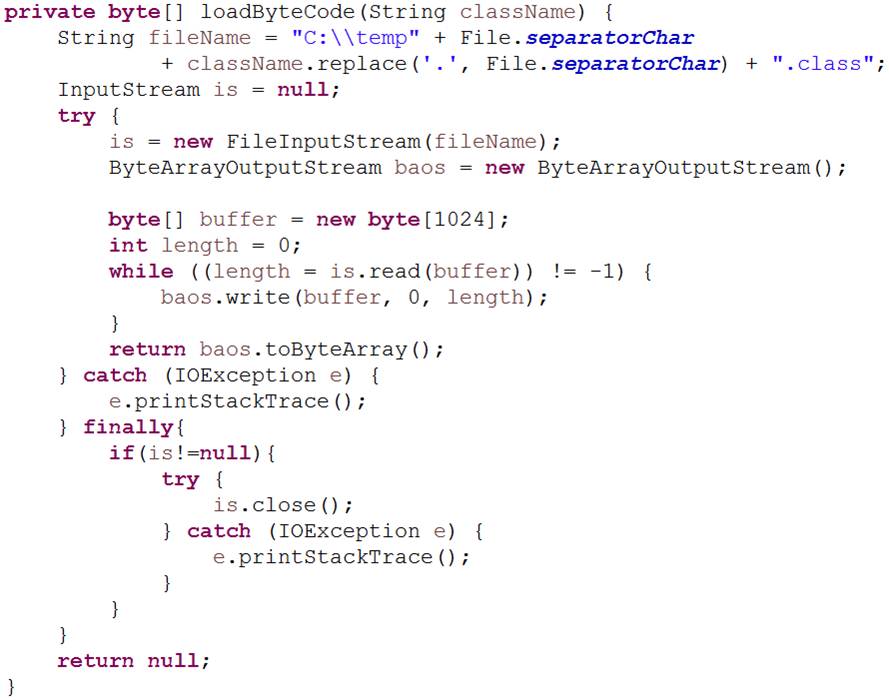 private byte[] loadByteCode(String className) {
    String fileName = "C:\\temp" + File.separatorChar
            + className.replace('.', File.separatorChar) + ".class";
    InputStream is = null;
    try {
        is = new FileInputStream(fileName);
        ByteArrayOutputStream baos = new ByteArrayOutputStream();

        byte[] buffer = new byte[1024];
        int length = 0;
        while ((length = is.read(buffer)) != -1) {
            baos.write(buffer, 0, length);
        }
        return baos.toByteArray();
    } catch (IOException e) {
        e.printStackTrace();
    } finally{
        if(is!=null){
            try {
                is.close();
            } catch (IOException e) {
                e.printStackTrace();
            }
        }
    }
    return null;
}